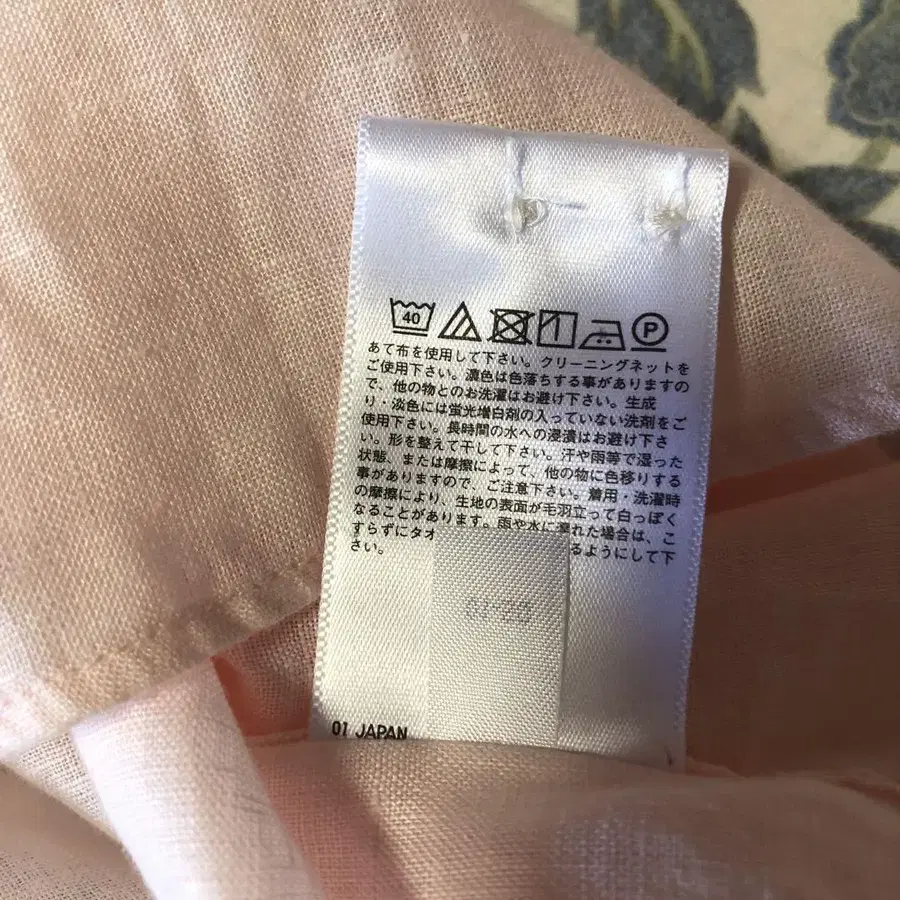 40 P
あて布を使用して下さい。クリーニングネットを
ご使用下さい。濃色は色落ちする事がありますの
で、他の物とのお洗濯はお避け下さい。生成
り・淡色には蛍光増白剤の入っていない洗剤をご
使用下さい。長時間の水への浸漬はお避け下さ
い。形を整えて干して下さい。汗や雨等で湿った
状態、または摩擦によって、他の物に色移りする
事がありますので、ご注意下さい。着用・洗濯時
の摩擦により、生地の表面が毛羽立って白っぽく
なることがあります。雨や水に濡れた場合は、こ
すらずにタオ るようにして下
さい。
01 JAPAN